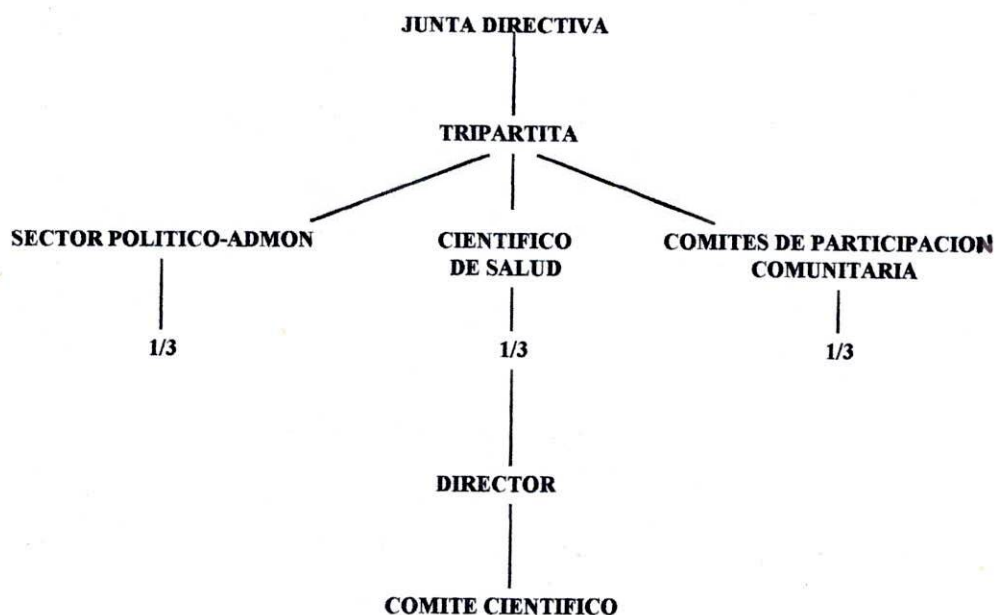 JUNTA DIRECTIVA
TRIPARTITA
SECTOR POLITICO-ADMON
CIENTIFICO
DE SALUD
COMITES DE PARTICIPACION
COMUNITARIA
1/3
1/3
1/3
DIRECTOR
COMITE CIENTIFICO